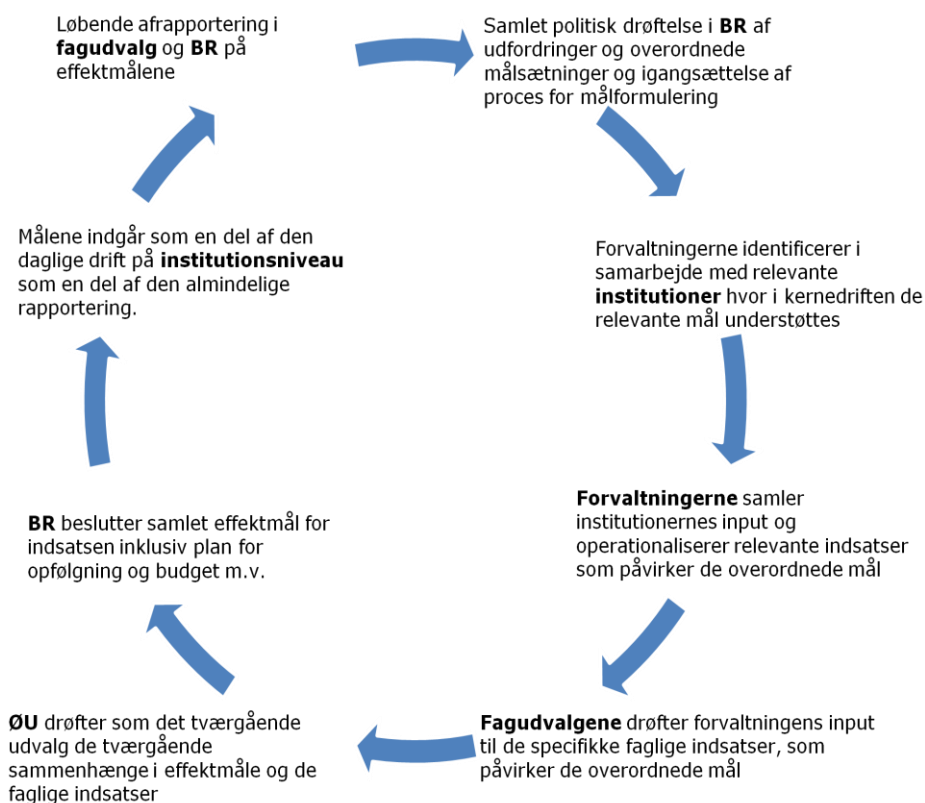 Løbende afrapportering i
fagudvalg og BR på
effektmålene
Samlet politisk drøftelse i BR af
udfordringer og overordnede
målsætninger og igangsættelse af
proces for målformulering
Forvaltningerne identificerer i
samarbejde med relevante
institutioner hvor i kernedriften de
relevante mål understøttes
Forvaltningerne samler
institutionernes input og
operationaliserer relevante indsatser
som påvirker de overordnede mål
Fagudvalgene drøfter forvaltningens input
til de specifikke faglige indsatser, som
påvirker de overordnede mål
ØU drøfter som det tværgående
udvalg de tværgående
sammenhænge i effektmåle og de
faglige indsatser
BR beslutter samlet effektmål for
indsatsen inklusiv plan for
opfølgning og budget m.v.
Målene indgår som en del af den
daglige drift på institutionsniveau
som en del af den almindelige
rapportering.